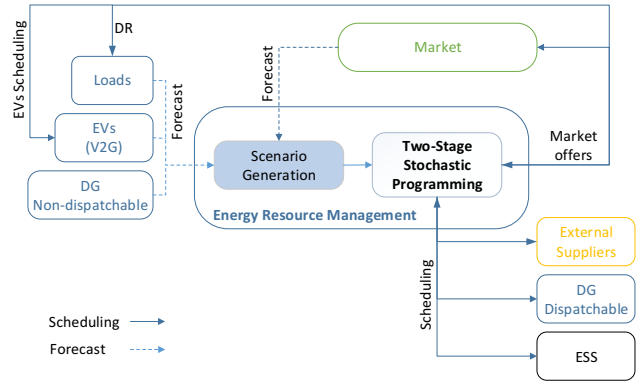 DR
EVs Scheduling
Loads
EVs
(V2G)
DG
Non-dispatchable
Forecast
Forecast
Market
Scenario
Generation
Two-Stage
Stochastic
Programming
Energy Resource Management
Market
offers
Scheduling
External
Suppliers
DG
Dispatchable
ESS
Scheduling
Forecast